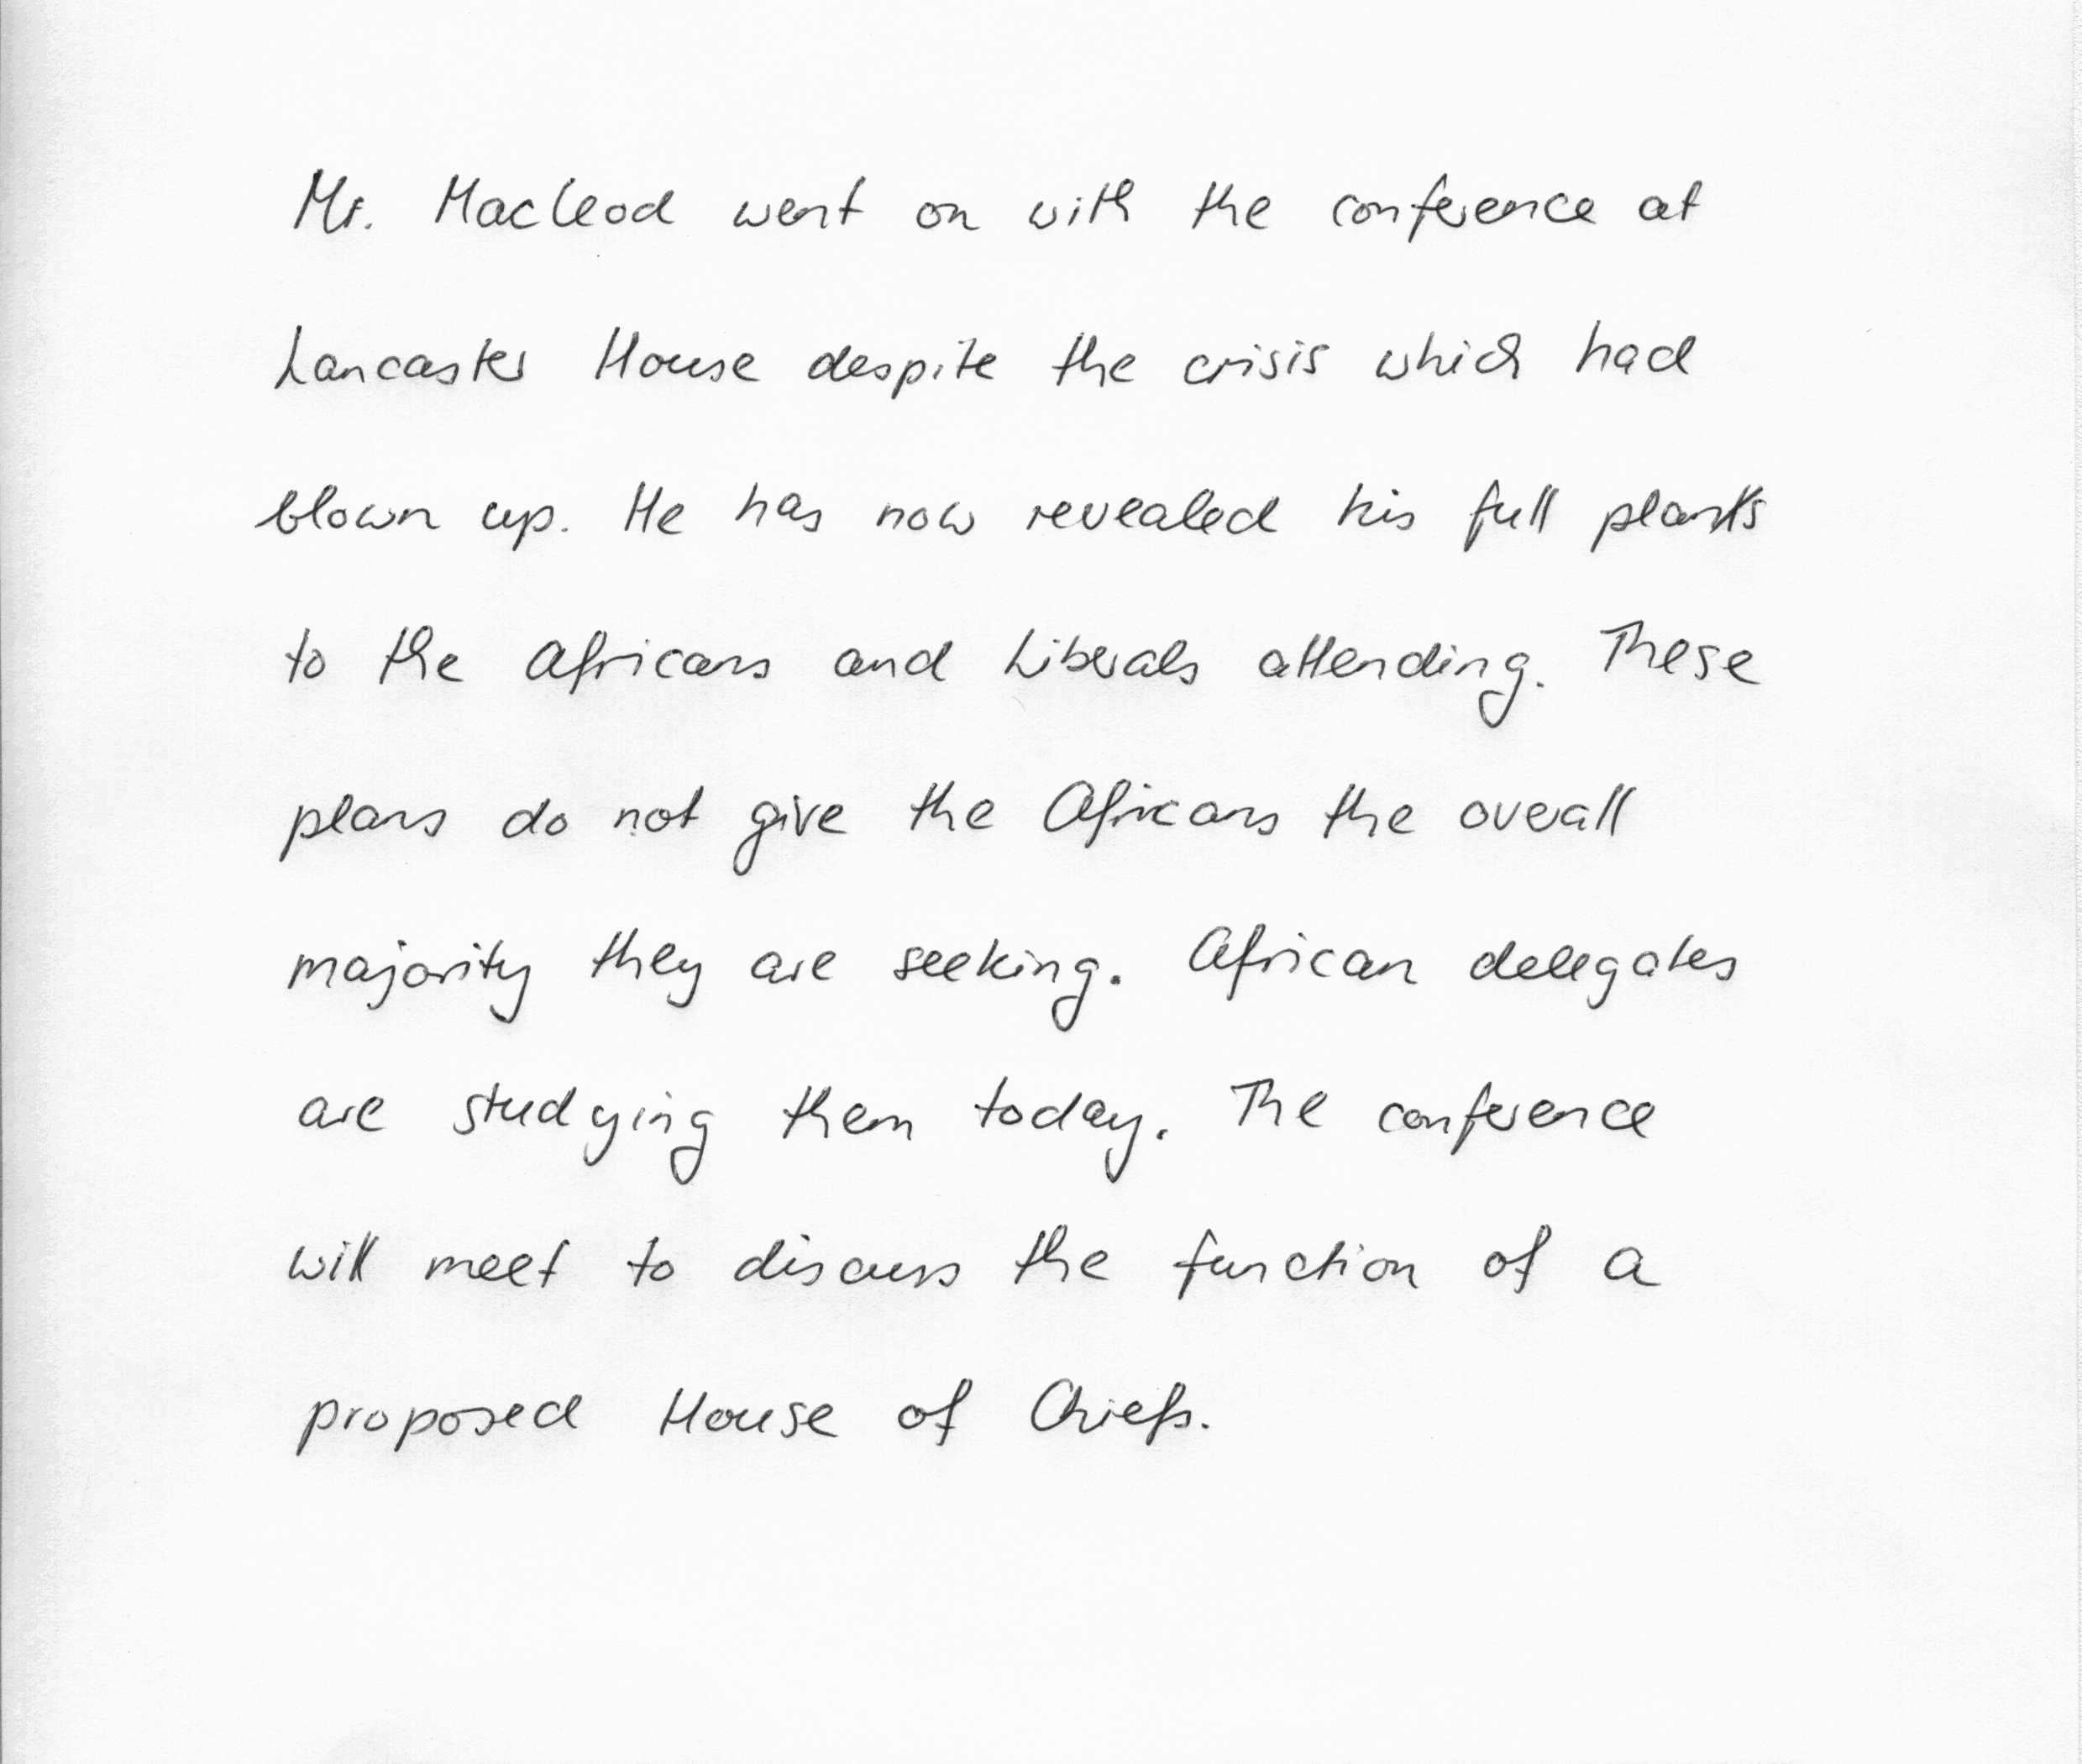 Mr. Macleod went on with the conference at
Lancaster House despite the crisis which had
blown up. He has now revealed his full plans
to the Africans and Liberals attending. These
plans do not give the Africans the overall
majority they are seeking. African delegates
are studying them today. The conference
will meet to discuss the function of a
proposed House of Chiefs.